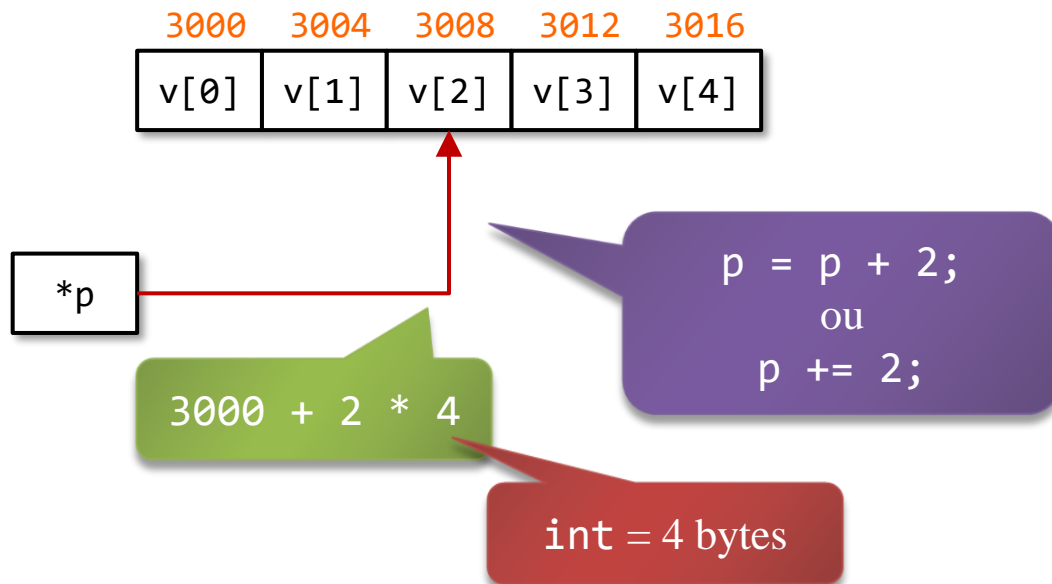 3000 3004 3008 3012 3016
v[0] v[1] v[2] v[3] v[4]
p = p + 2;
ou
p += 2;
*p
3000 + 2 * 4
int = 4 bytes